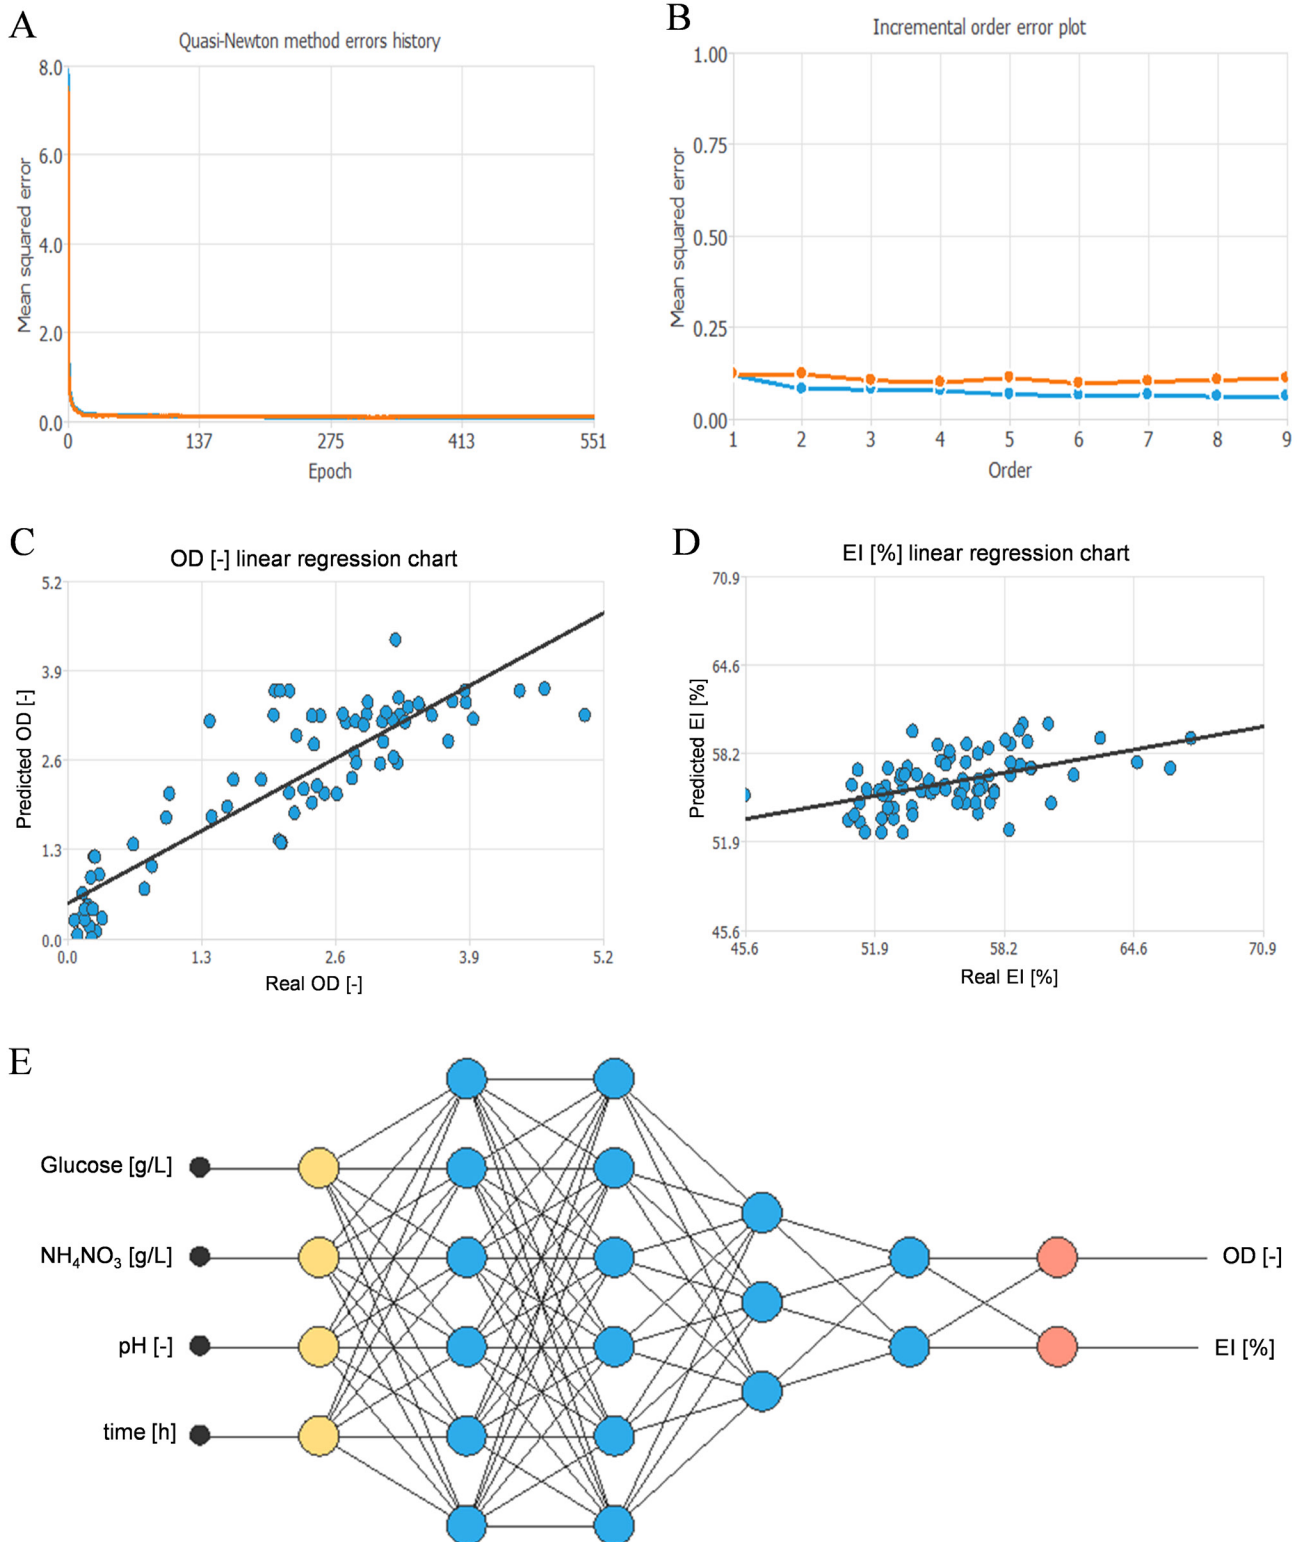 A
Quasi-Newton method errors history
8.0
6.0
4.0
2.0
0.0
Mean squared error
0 137 275 413 551
Epoch
B
Incremental order error plot
1.00
0.75
0.50
0.25
0.00
Mean squared error
1 2 3 4 5 6 7 8 9
Order
C
OD [-] linear regression chart
5.2
3.9
2.6
1.3
0.0
Predicted OD [-]
0.0 1.3 2.6 3.9 5.2
Real OD [-]
D
EI [%] linear regression chart
70.9
64.6
58.2
51.9
45.6
Predicted EI [%]
45.6 51.9 58.2 64.6 70.9
Real EI [%]
E
Glucose [g/L]
NH₄NO₃ [g/L]
pH [-]
time [h]
OD [-]
EI [%]